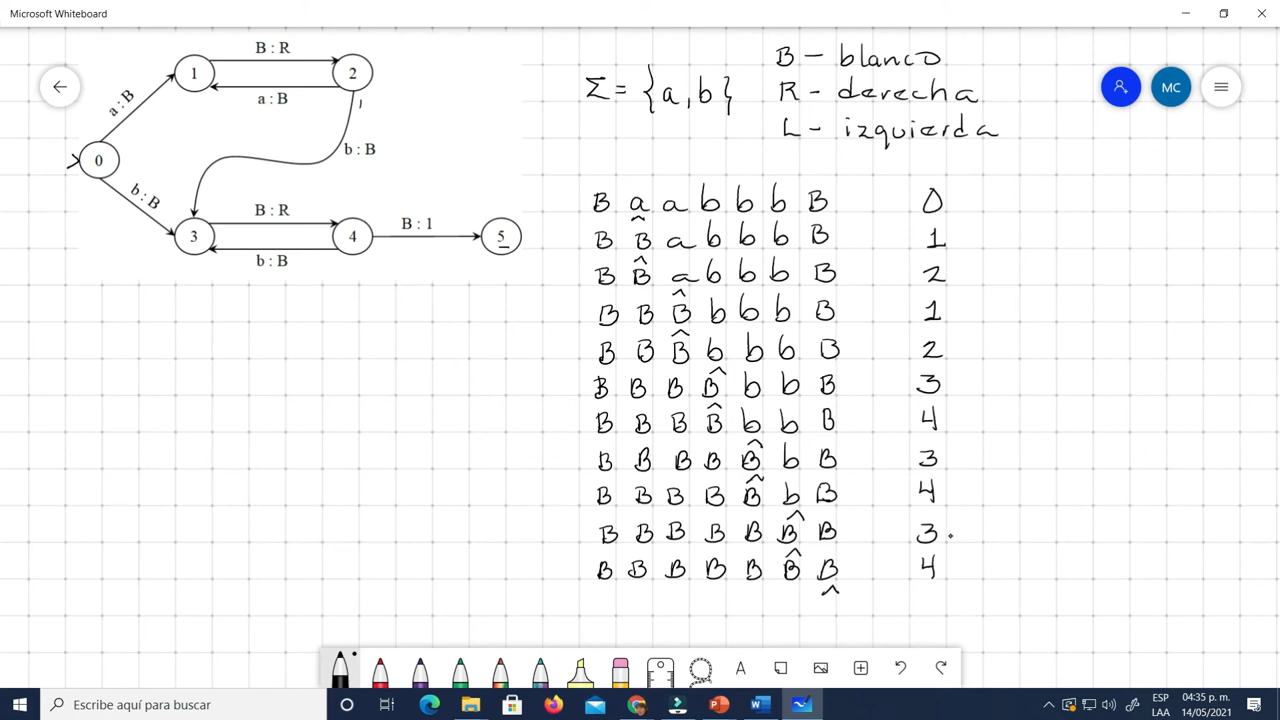 Microsoft Whiteboard
B : R
1
2
a : B
a : B
0
b : B
b : B
B : R
3
4
B : 1
5
b : B
Σ = {a, b}
B - blanco
R - derecha
L - izquierda
MC
B a a b b b B 0
B B a b b b B 1
B B a b b b B 2
B B B b b b B 1
B B B b b b B 2
B B B B b b B 3
B B B B b b B 4
B B B B B b B 3
B B B B B b B 4
B B B B B B B 3
B B B B B B B 4
A
Escribe aquí para buscar
ESP
LAA
04:35 p. m.
14/05/2021